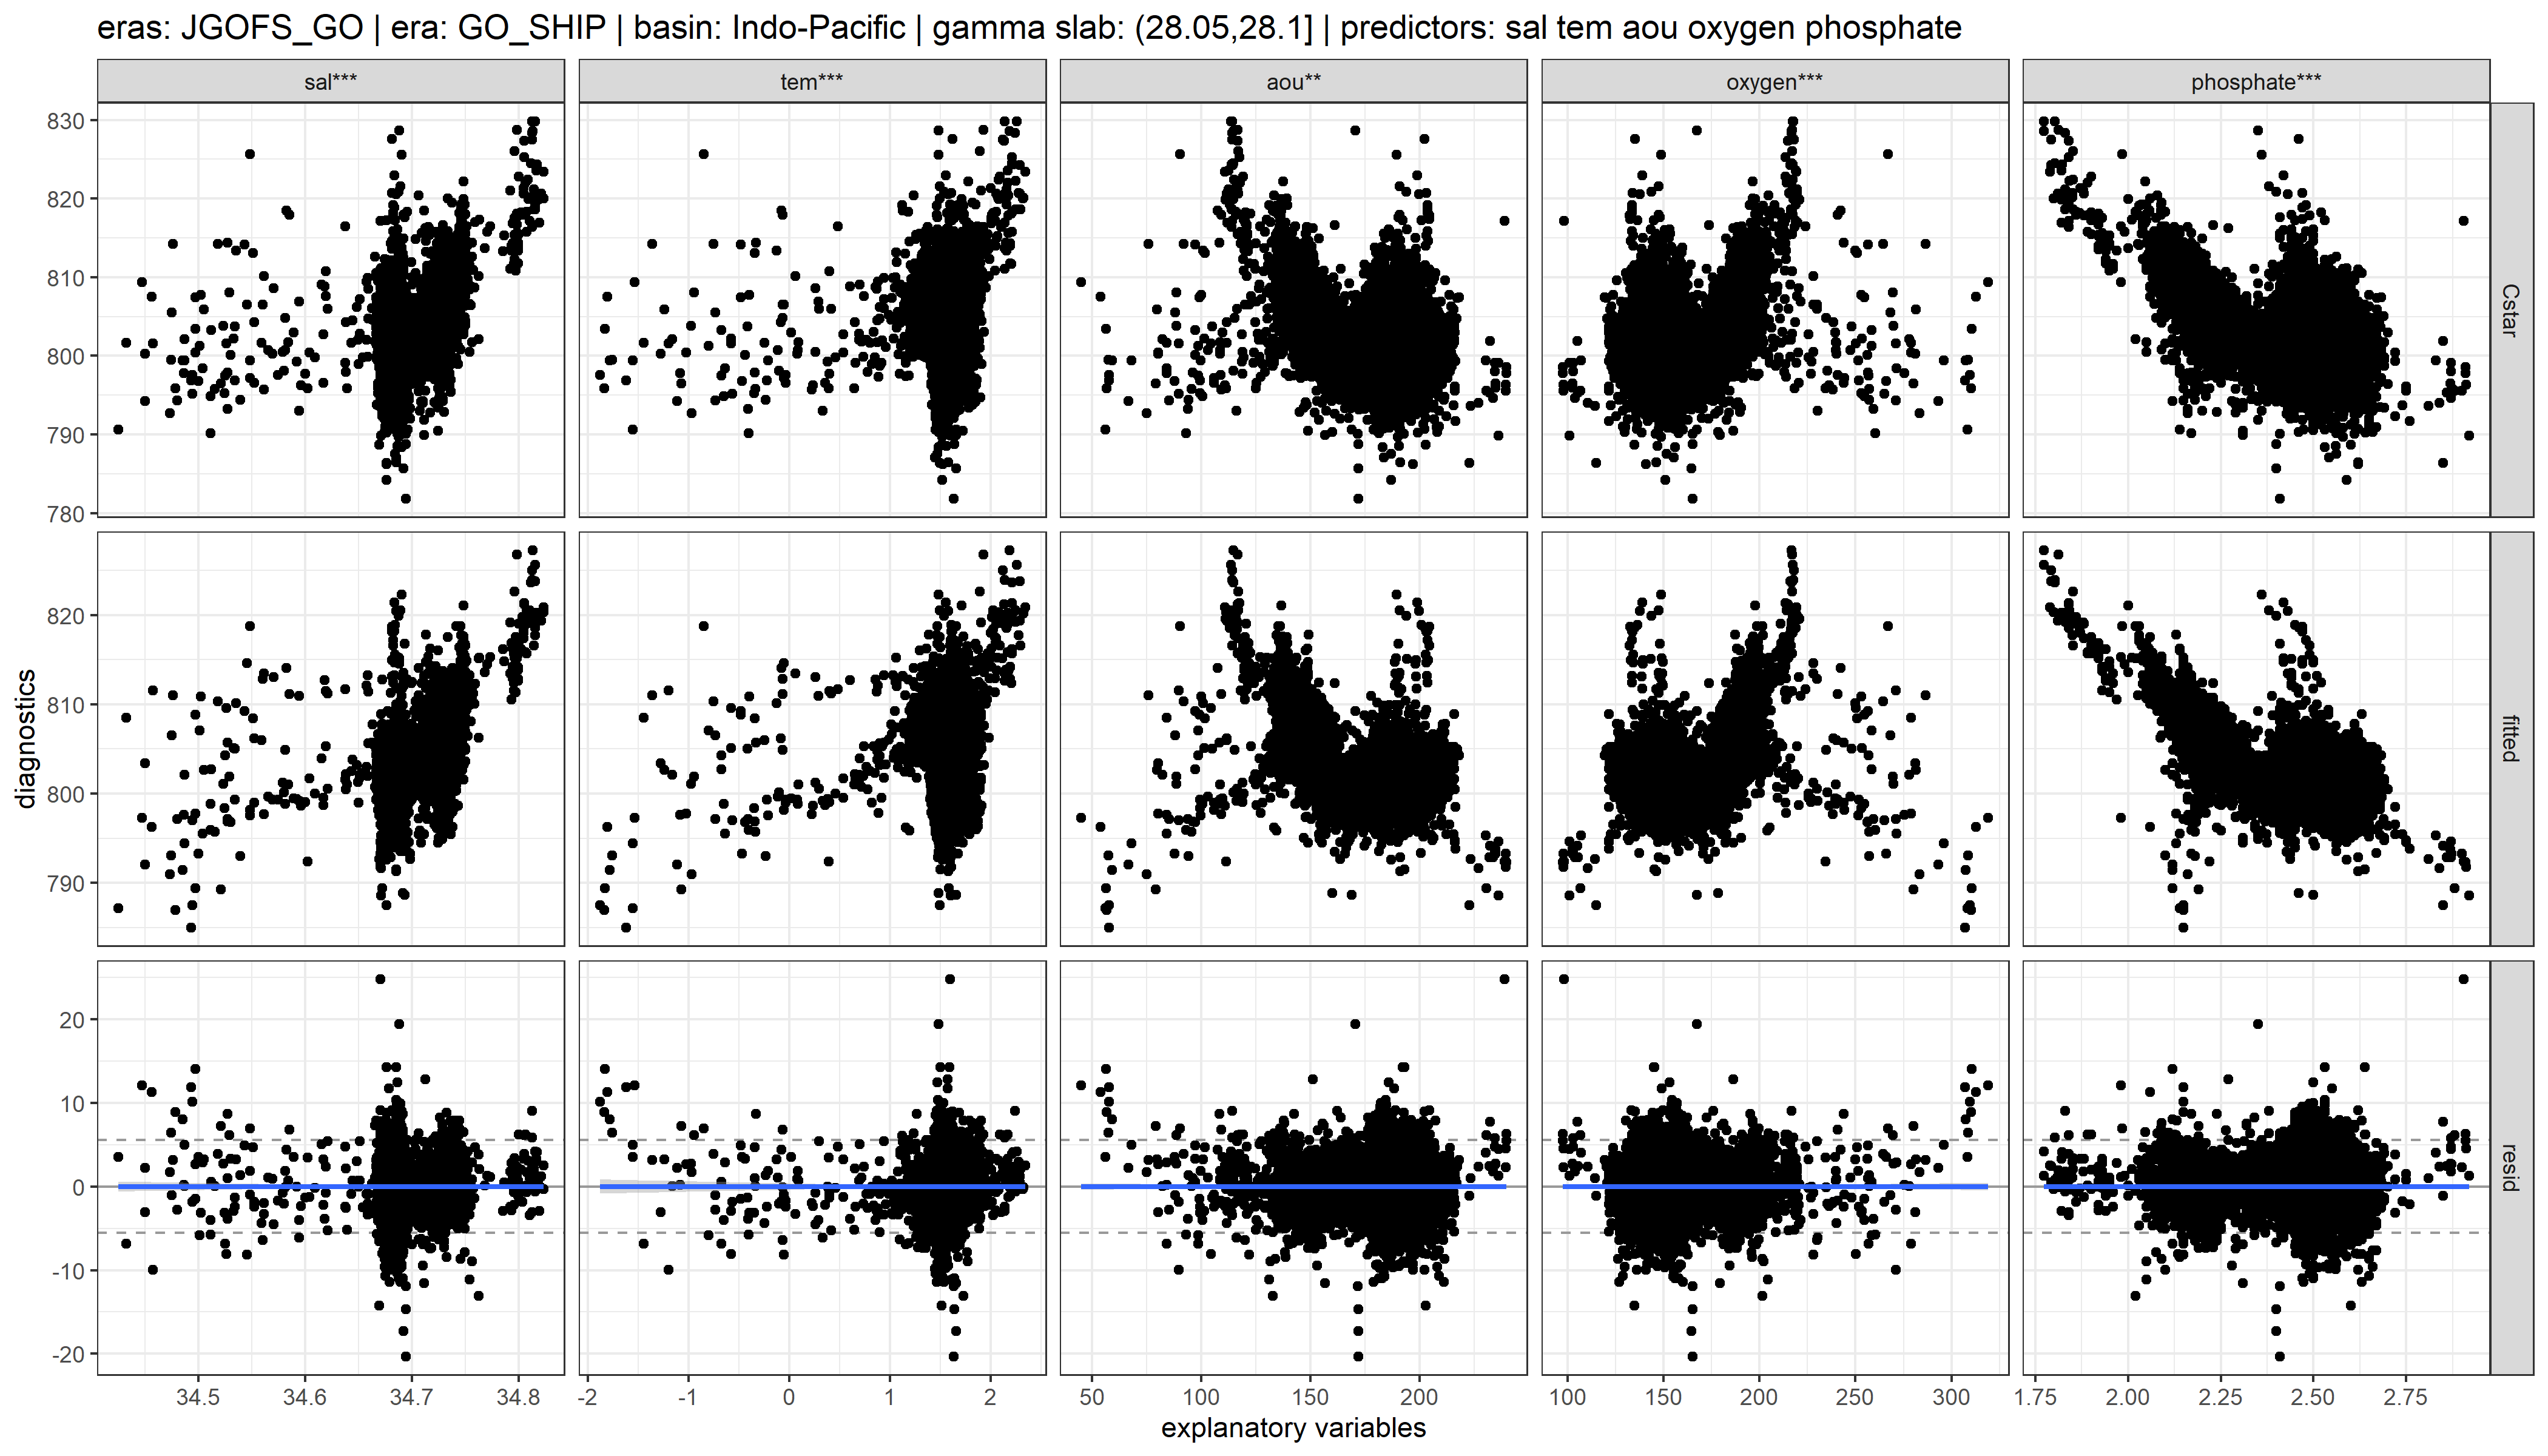 eras: JGOFS_GO | era: GO_SHIP | basin: Indo-Pacific | gamma slab: (28.05,28.1] | predictors: sal tem aou oxygen phosphate
sal*** tem*** aou** oxygen*** phosphate***
830
820
810
800
790
780
Cstar
820
810
800
790
fitted
diagnostics
20
10
0
-10
-20
resid
34.5 34.6 34.7 34.8 -2 -1 0 1 2 50 100 150 200 100 150 200 250 300 1.75 2.00 2.25 2.50 2.75
explanatory variables